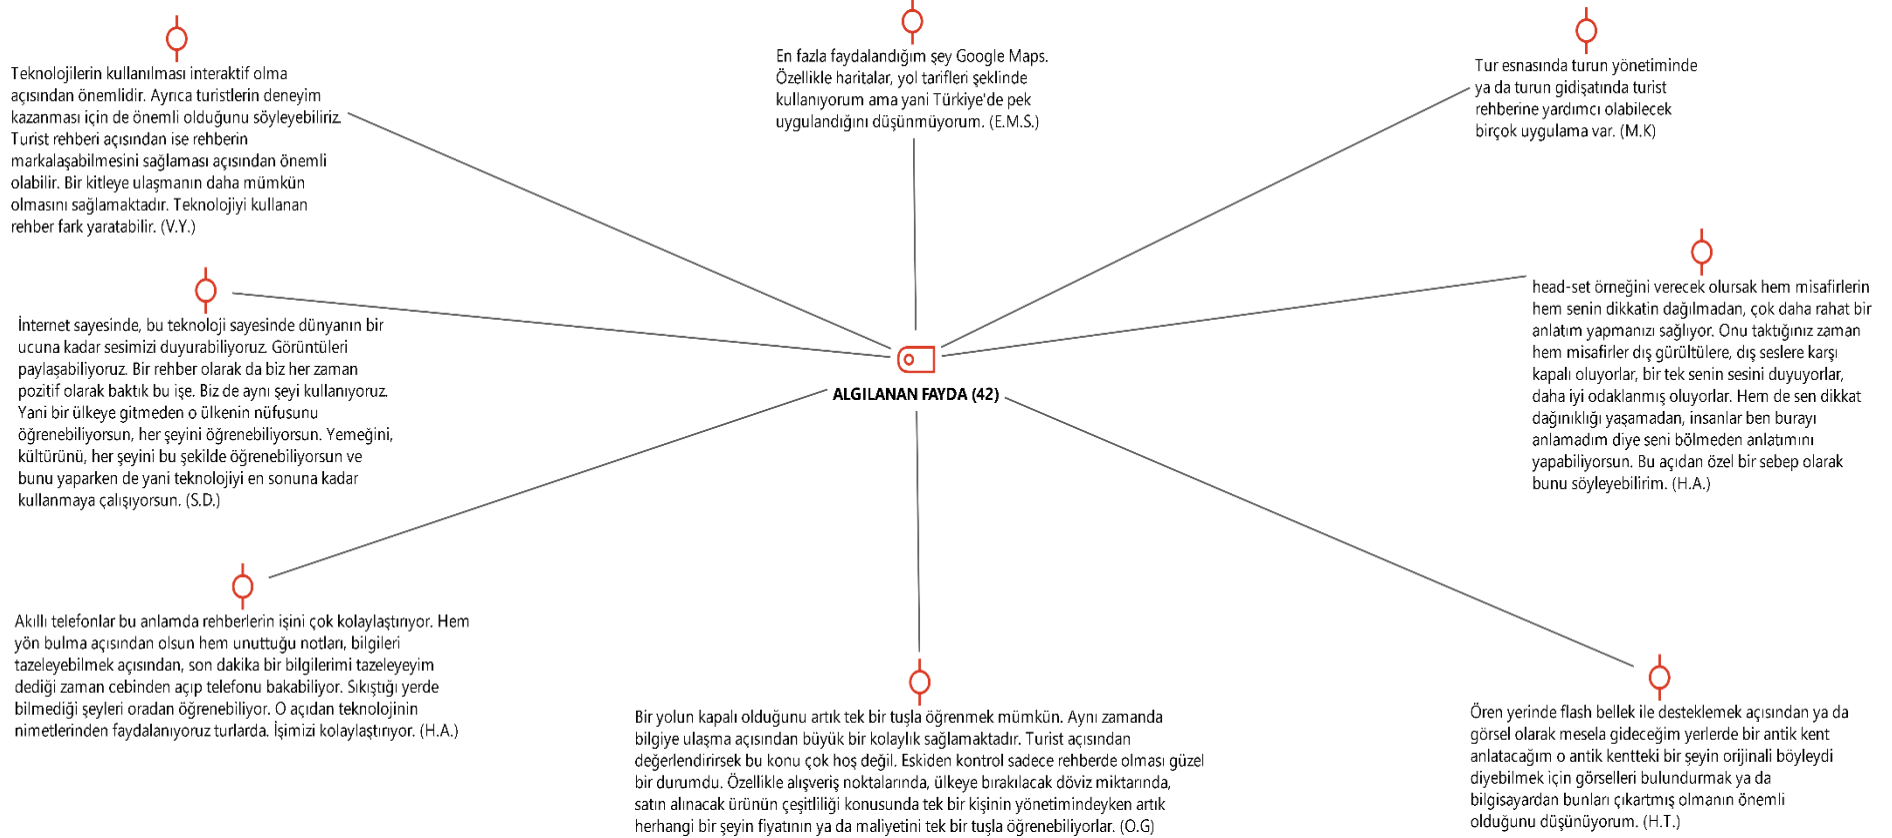 Teknolojilerin kullanılması interaktif olma
açısından önemlidir. Ayrıca turistlerin deneyim
kazanması için de önemli olduğunu söyleyebiliriz.
Turist rehberi açısından ise rehberin
markalaşabilmesini sağlaması açısından önemli
olabilir. Bir kitleye ulaşmanın daha mümkün
olmasını sağlamaktadır. Teknolojiyi kullanan
rehber fark yaratabilir. (V.Y.)
En fazla faydalandığım şey Google Maps.
Özellikle haritalar, yol tarifleri şeklinde
kullanıyorum ama yani Türkiye'de pek
uygulandığını düşünmüyorum. (E.M.S.)
Tur esnasında turun yönetiminde
ya da turun gidişatında turist
rehberine yardımcı olabilecek
birçok uygulama var. (M.K)
İnternet sayesinde, bu teknoloji sayesinde dünyanın bir
ucuna kadar sesimizi duyurabiliyoruz. Görüntüleri
paylaşabiliyoruz. Bir rehber olarak da biz her zaman
pozitif olarak baktık bu işe. Biz de aynı şeyi kullanıyoruz.
Yani bir ülkeye gitmeden o ülkenin nüfusunu
öğrenebiliyorsun, her şeyini öğrenebiliyorsun. Yemeğini,
kültürünü, her şeyini bu şekilde öğrenebiliyorsun ve
bunu yaparken de yani teknolojiyi en sonuna kadar
kullanmaya çalışıyorsun. (S.D.)
ALGILANAN FAYDA (42)
head-set örneğini verecek olursak hem misafirlerin
hem senin dikkatin dağılmadan, çok daha rahat bir
anlatım yapmanızı sağlıyor. Onu taktığınız zaman
hem misafirler dış gürültülere, dış seslere karşı
kapalı oluyorlar, bir tek senin sesini duyuyorlar,
daha iyi odaklanmış oluyorlar. Hem de sen dikkat
dağınıklığı yaşamadan, insanlar ben burayı
anlamadım diye seni bölmeden anlatımını
yapabiliyorsun. Bu açıdan özel bir sebep olarak
bunu söyleyebilirim. (H.A.)
Akıllı telefonlar bu anlamda rehberlerin işini çok kolaylaştırıyor. Hem
yön bulma açısından olsun hem unuttuğu notları, bilgileri
tazeleyebilmek açısından, son dakika bir bilgilerimi tazeleyeyim
dediği zaman cebinden açıp telefonu bakabiliyor. Sıkıştığı yerde
bilmediği şeyleri oradan öğrenebiliyor. O açıdan teknolojinin
nimetlerinden faydalanıyoruz turlarda. İşimizi kolaylaştırıyor. (H.A.)
Bir yolun kapalı olduğunu artık tek bir tuşla öğrenmek mümkün. Aynı zamanda
bilgiye ulaşma açısından büyük bir kolaylık sağlamaktadır. Turist açısından
değerlendirirsek bu konu çok hoş değil. Eskiden kontrol sadece rehberde olması güzel
bir durumdu. Özellikle alışveriş noktalarında, ülkeye bırakılacak döviz miktarında,
satın alınacak ürünün çeşitliliği konusunda tek bir kişinin yönetimindeyken artık
herhangi bir şeyin fiyatının ya da maliyetini tek bir tuşla öğrenebiliyorlar. (O.G)
Ören yerinde flash bellek ile desteklemek açısından ya da
görsel olarak mesela gideceğim yerlerde bir antik kent
anlatacağım o antik kentteki bir şeyin orijinali böyleydi
diyebilmek için görselleri bulundurmak ya da
bilgisayardan bunları çıkartmış olmanın önemli
olduğunu düşünüyorum. (H.T.)